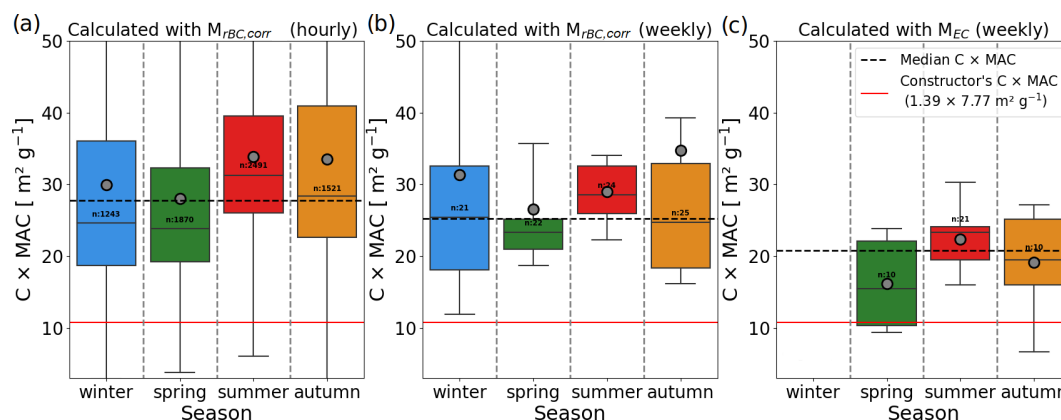 (a) Calculated with M_rBC,corr (hourly)
C × MAC [ m² g⁻¹]
50
40
30
20
10
n:1243
n:1870
n:2491
n:1521
winter spring summer autumn
Season
(b) Calculated with M_rBC,corr (weekly)
C × MAC [ m² g⁻¹]
50
40
30
20
10
n:21
n:22
n:24
n:25
winter spring summer autumn
Season
(c) Calculated with M_EC (weekly)
Median C × MAC
Constructor's C × MAC
(1.39 × 7.77 m² g⁻¹)
C × MAC [ m² g⁻¹]
50
40
30
20
10
n:10
n:21
n:10
winter spring summer autumn
Season